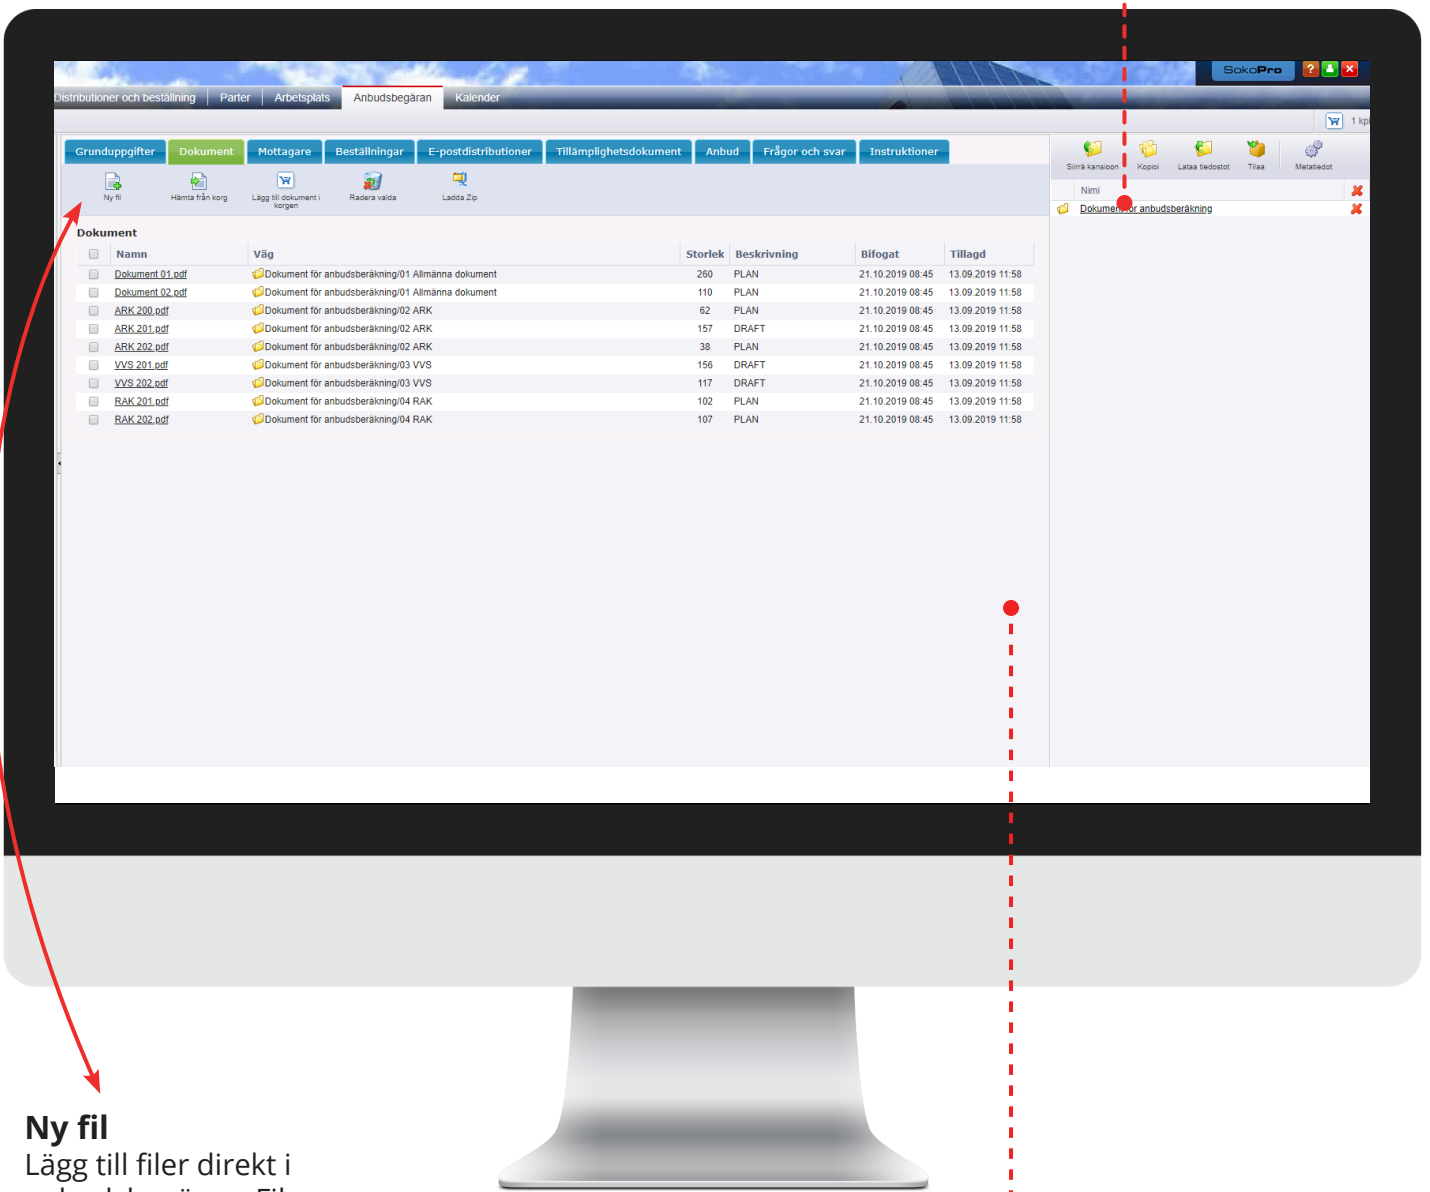 SokoPro
Distributioner och beställning Parter Arbetsplats Anbudsbegäran Kalender
1 kpl
Grunduppgifter Dokument Mottagare Beställningar E-postdistributioner Tillämplighetsdokument Anbud Frågor och svar Instruktioner
Siirrä kansioon Kopioi Lataa tiedostot Tilaa Metatiedot
Ny fil Hämta från korg Lägg till dokument i korgen Radera valda Ladda Zip
Nimi
Dokument för anbudsberäkning
Dokument
Namn Väg Storlek Beskrivning Bifogat Tillagd
Dokument 01.pdf Dokument för anbudsberäkning/01 Allmänna dokument 260 PLAN 21.10.2019 08:45 13.09.2019 11:58
Dokument 02.pdf Dokument för anbudsberäkning/01 Allmänna dokument 110 PLAN 21.10.2019 08:45 13.09.2019 11:58
ARK 200.pdf Dokument för anbudsberäkning/02 ARK 62 PLAN 21.10.2019 08:45 13.09.2019 11:58
ARK 201.pdf Dokument för anbudsberäkning/02 ARK 157 DRAFT 21.10.2019 08:45 13.09.2019 11:58
ARK 202.pdf Dokument för anbudsberäkning/02 ARK 38 PLAN 21.10.2019 08:45 13.09.2019 11:58
VVS 201.pdf Dokument för anbudsberäkning/03 VVS 156 DRAFT 21.10.2019 08:45 13.09.2019 11:58
VVS 202.pdf Dokument för anbudsberäkning/03 VVS 117 DRAFT 21.10.2019 08:45 13.09.2019 11:58
RAK 201.pdf Dokument för anbudsberäkning/04 RAK 102 PLAN 21.10.2019 08:45 13.09.2019 11:58
RAK 202.pdf Dokument för anbudsberäkning/04 RAK 107 PLAN 21.10.2019 08:45 13.09.2019 11:58
Ny fil
Lägg till filer direkt i